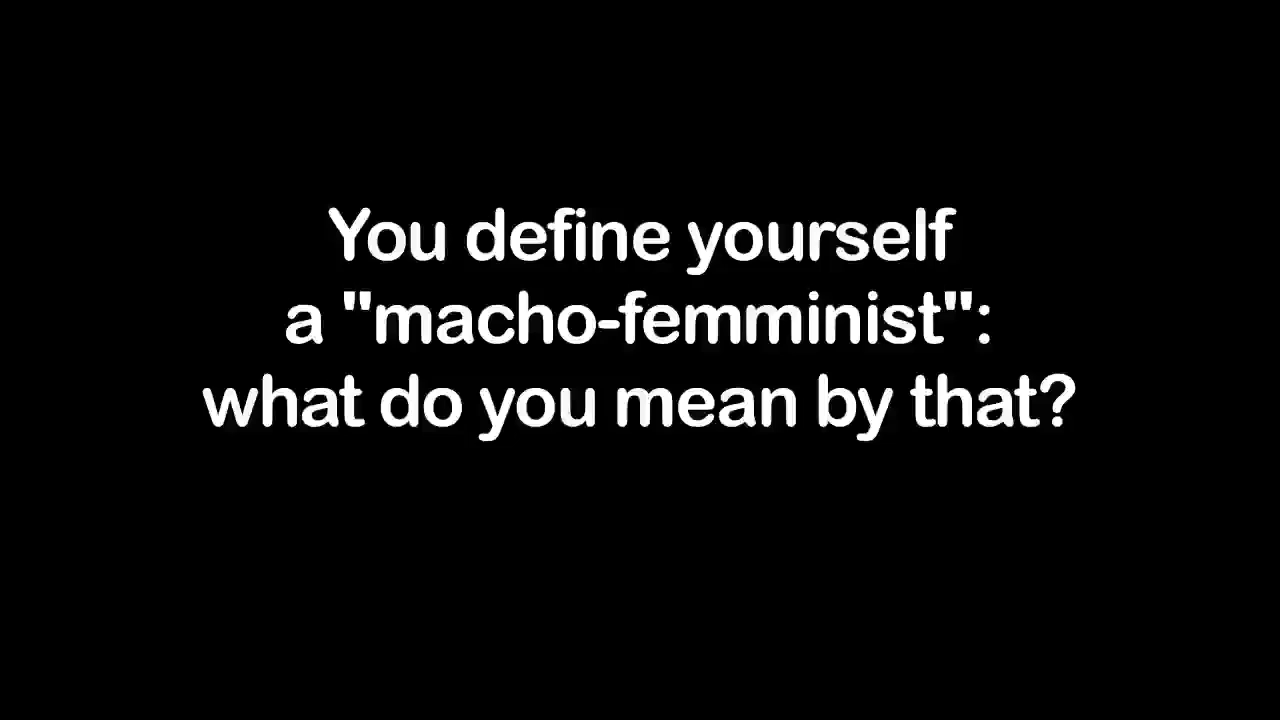 You define yourself
a "macho-femminist":
what do you mean by that?